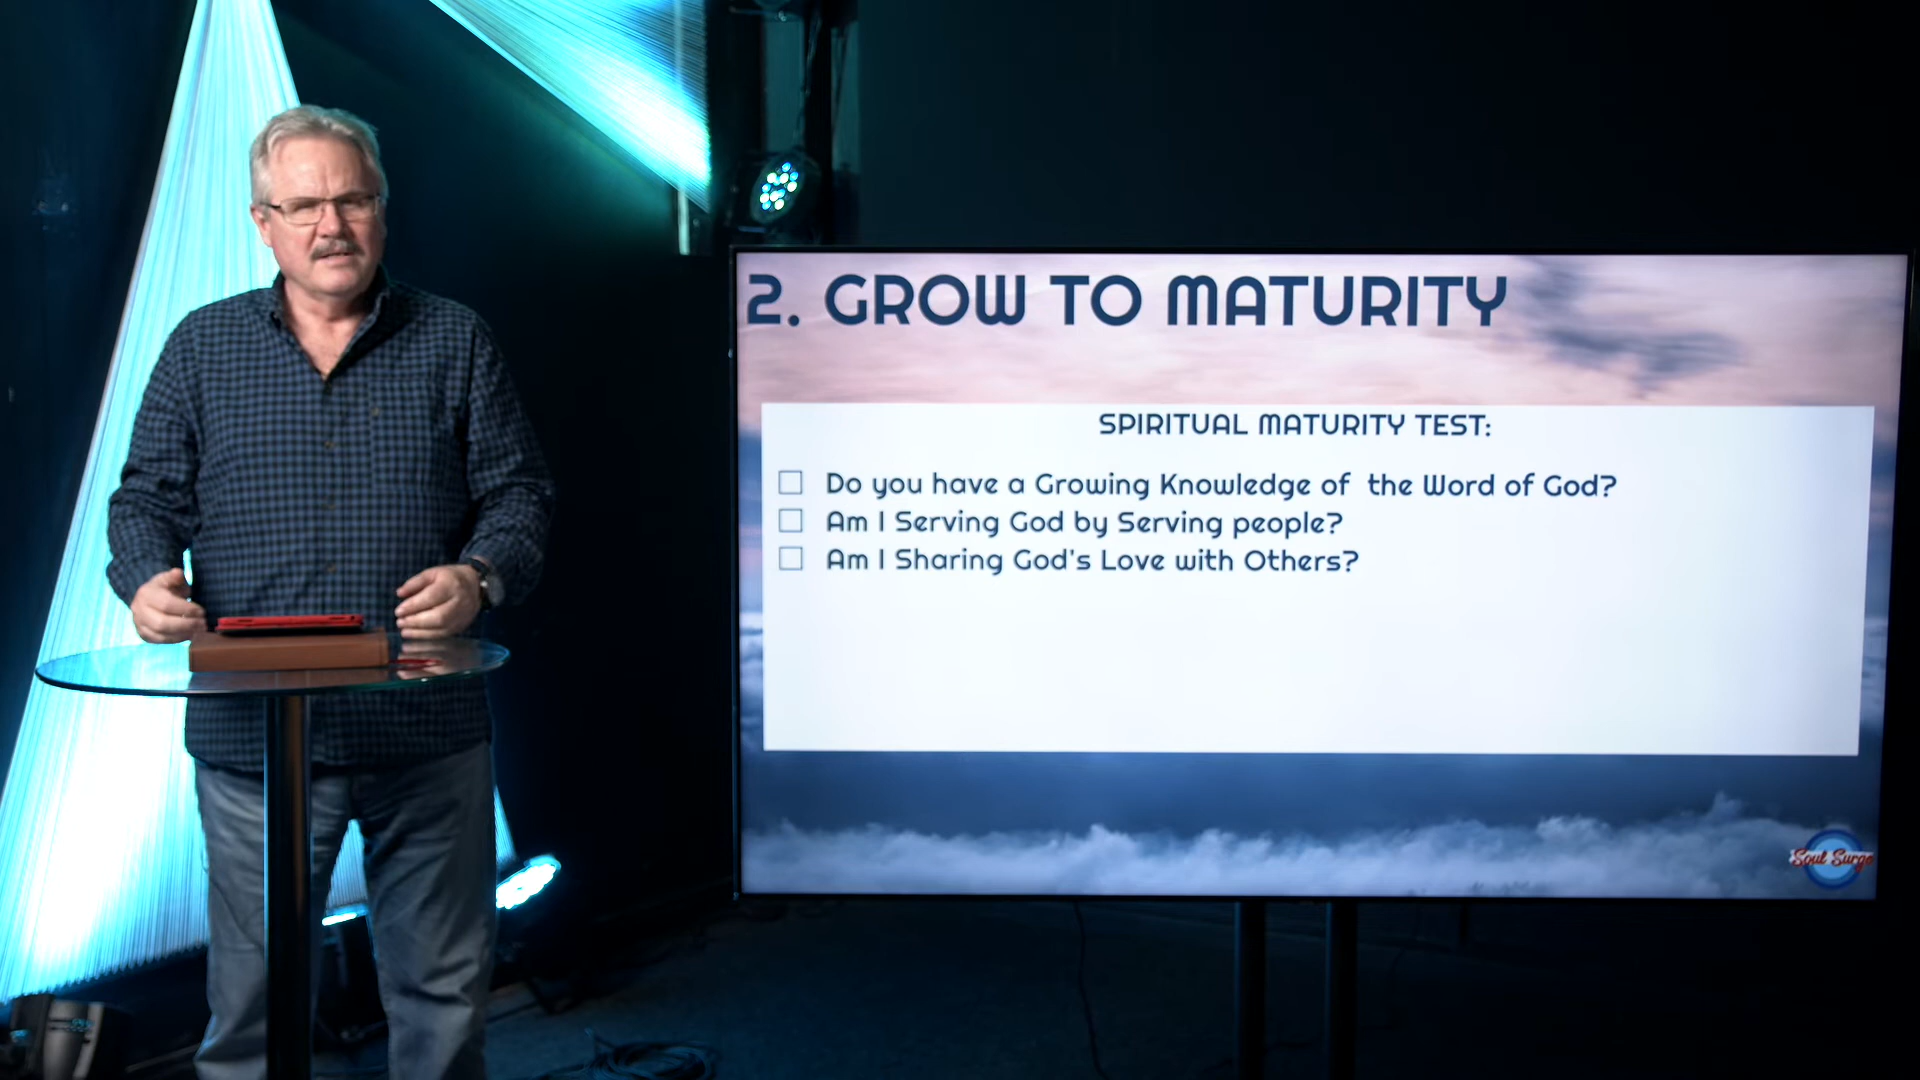 2. GROW TO MATURITY
SPIRITUAL MATURITY TEST:
Do you have a Growing Knowledge of the Word of God?
Am I Serving God by Serving people?
Am I Sharing God's Love with Others?
Soul Surge